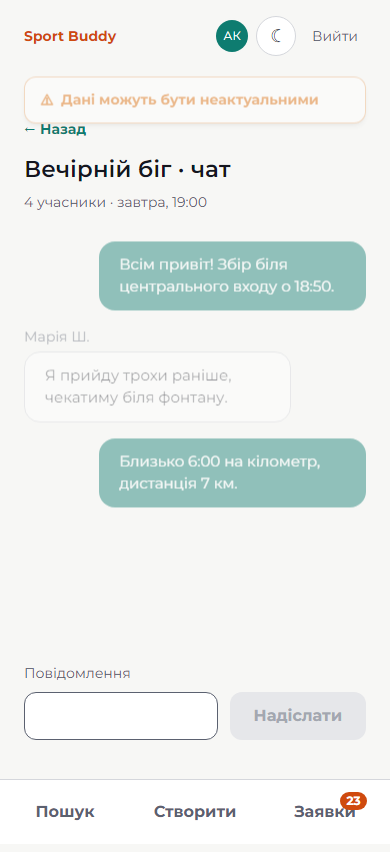 Sport Buddy АК Вийти
⚠ Дані можуть бути неактуальними
← Назад
Вечірній біг · чат
4 учасники · завтра, 19:00
Всім привіт! Збір біля
центрального входу о 18:50.
Марія Ш.
Я прийду трохи раніше,
чекатиму біля фонтану.
Близько 6:00 на кілометр,
дистанція 7 км.
Повідомлення
Надіслати
Пошук Створити Заявки 23